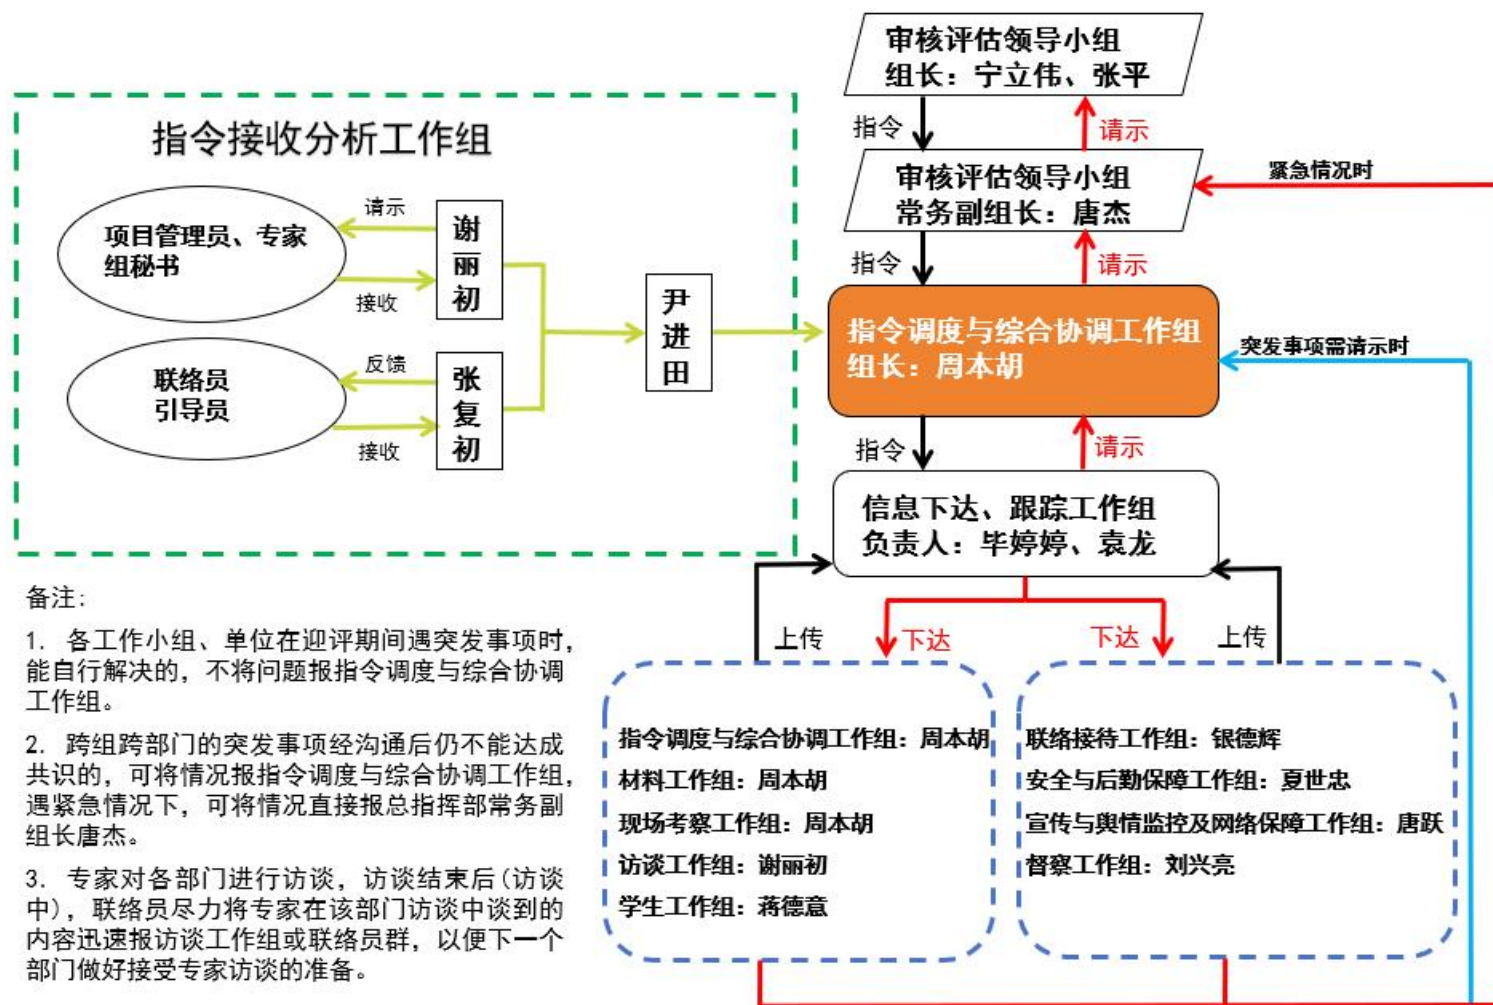 审核评估领导小组
组长：宁立伟、张平
指令
请示
审核评估领导小组
常务副组长：唐杰
紧急情况时
指令
请示
指令接收分析工作组
项目管理员、专家
组秘书
请示
接收
谢丽初
联络员
引导员
反馈
接收
张复初
尹进田
指令调度与综合协调工作组
组长：周本胡
突发事项需请示时
指令
请示
信息下达、跟踪工作组
负责人：毕婷婷、袁龙
上传
下达
下达
上传
指令调度与综合协调工作组：周本胡
材料工作组：周本胡
现场考察工作组：周本胡
访谈工作组：谢丽初
学生工作组：蒋德意
联络接待工作组：银德辉
安全与后勤保障工作组：夏世忠
宣传与舆情监控及网络保障工作组：唐跃
督察工作组：刘兴亮
备注：
1. 各工作小组、单位在迎评期间遇突发事项时，
能自行解决的，不将问题报指令调度与综合协调
工作组。
2. 跨组跨部门的突发事项经沟通后仍不能达成
共识的，可将情况报指令调度与综合协调工作组，
遇紧急情况下，可将情况直接报总指挥部常务副
组长唐杰。
3. 专家对各部门进行访谈，访谈结束后(访谈
中)，联络员尽力将专家在该部门访谈中谈到的
内容迅速报访谈工作组或联络员群，以便下一个
部门做好接受专家访谈的准备。